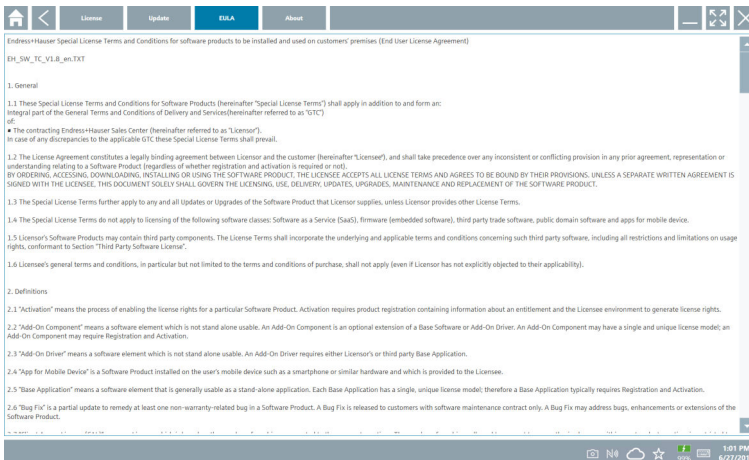 License
Update
EULA
About
Endress+Hauser Special License Terms and Conditions for software products to be installed and used on customers' premises (End User License Agreement)
EH_SW_TC_V1.8_en.TXT
1. General
1.1 These Special License Terms and Conditions for Software Products (hereinafter "Special License Terms") shall apply in addition to and form an:
Integral part of the General Terms and Conditions of Delivery and Services(hereinafter referred to as "GTC")
of:
▪ The contracting Endress+Hauser Sales Center (hereinafter referred to as "Licensor").
In case of any discrepancies to the applicable GTC these Special License Terms shall prevail.
1.2 The License Agreement constitutes a legally binding agreement between Licensor and the customer (hereinafter "Licensee"), and shall take precedence over any inconsistent or conflicting provision in any prior agreement, representation or
understanding relating to a Software Product (regardless of whether registration and activation is required or not).
BY ORDERING, ACCESSING, DOWNLOADING, INSTALLING OR USING THE SOFTWARE PRODUCT, THE LICENSEE ACCEPTS ALL LICENSE TERMS AND AGREES TO BE BOUND BY THEIR PROVISIONS. UNLESS A SEPARATE WRITTEN AGREEMENT IS
SIGNED WITH THE LICENSEE, THIS DOCUMENT SOLELY SHALL GOVERN THE LICENSING, USE, DELIVERY, UPDATES, UPGRADES, MAINTENANCE AND REPLACEMENT OF THE SOFTWARE PRODUCT.
1.3 The Special License Terms further apply to any and all Updates or Upgrades of the Software Product that Licensor supplies, unless Licensor provides other License Terms.
1.4 The Special License Terms do not apply to licensing of the following software classes: Software as a Service (SaaS), firmware (embedded software), third party trade software, public domain software and apps for mobile device.
1.5 Licensor's Software Products may contain third party components. The License Terms shall incorporate the underlying and applicable terms and conditions concerning such third party software, including all restrictions and limitations on usage
rights, conformant to Section "Third Party Software License".
1.6 Licensee's general terms and conditions, in particular but not limited to the terms and conditions of purchase, shall not apply (even if Licensor has not explicitly objected to their applicability).
2. Definitions
2.1 "Activation" means the process of enabling the license rights for a particular Software Product. Activation requires product registration containing information about an entitlement and the Licensee environment to generate license rights.
2.2 "Add-On Component" means a software element which is not stand alone usable. An Add-On Component is an optional extension of a Base Software or Add-On Driver. An Add-On Component may have a single and unique license model; an
Add-On Component may require Registration and Activation.
2.3 "Add-On Driver" means a software element which is not stand alone usable. An Add-On Driver requires either Licensor's or third party Base Application.
2.4 "App for Mobile Device" is a Software Product installed on the user's mobile device such as a smartphone or similar hardware and which is provided to the Licensee.
2.5 "Base Application" means a software element that is generally usable as a stand-alone application. Each Base Application has a single, unique license model; therefore a Base Application typically requires Registration and Activation.
2.6 "Bug Fix" is a partial update to remedy at least one non-warranty-related bug in a Software Product. A Bug Fix is released to customers with software maintenance contract only. A Bug Fix may address bugs, enhancements or extensions of the
Software Product.
99%
1:01 PM
6/27/201